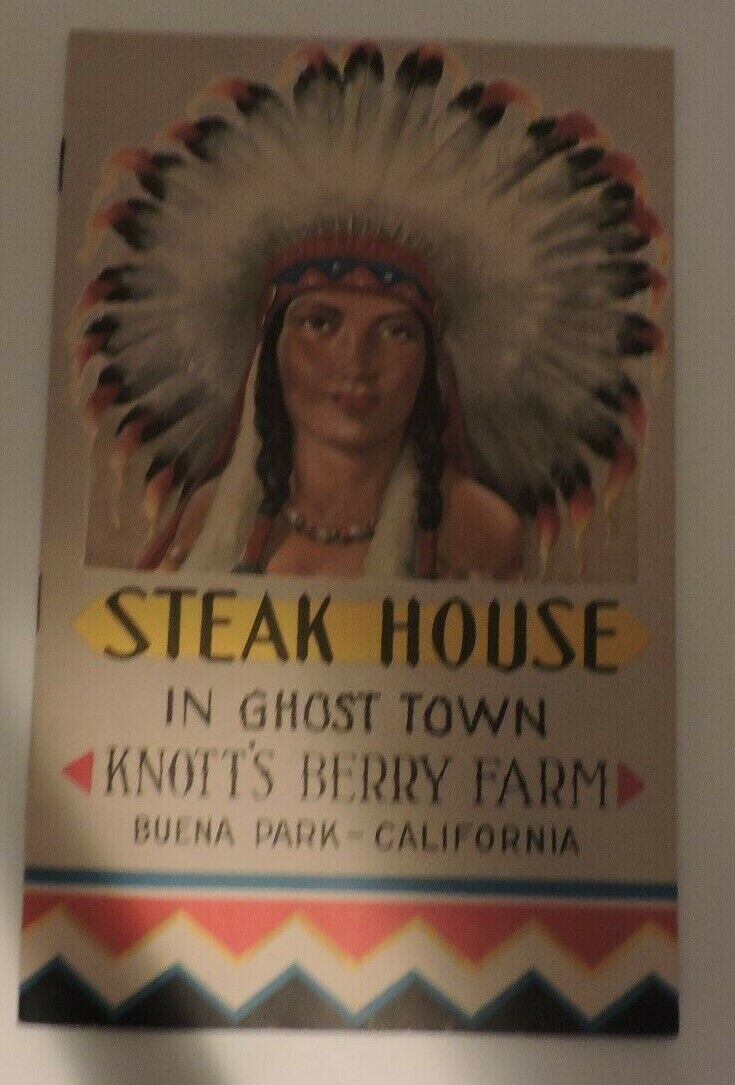 STEAK HOUSE
IN GHOST TOWN
KNOTT'S BERRY FARM
BUENA PARK - CALIFORNIA